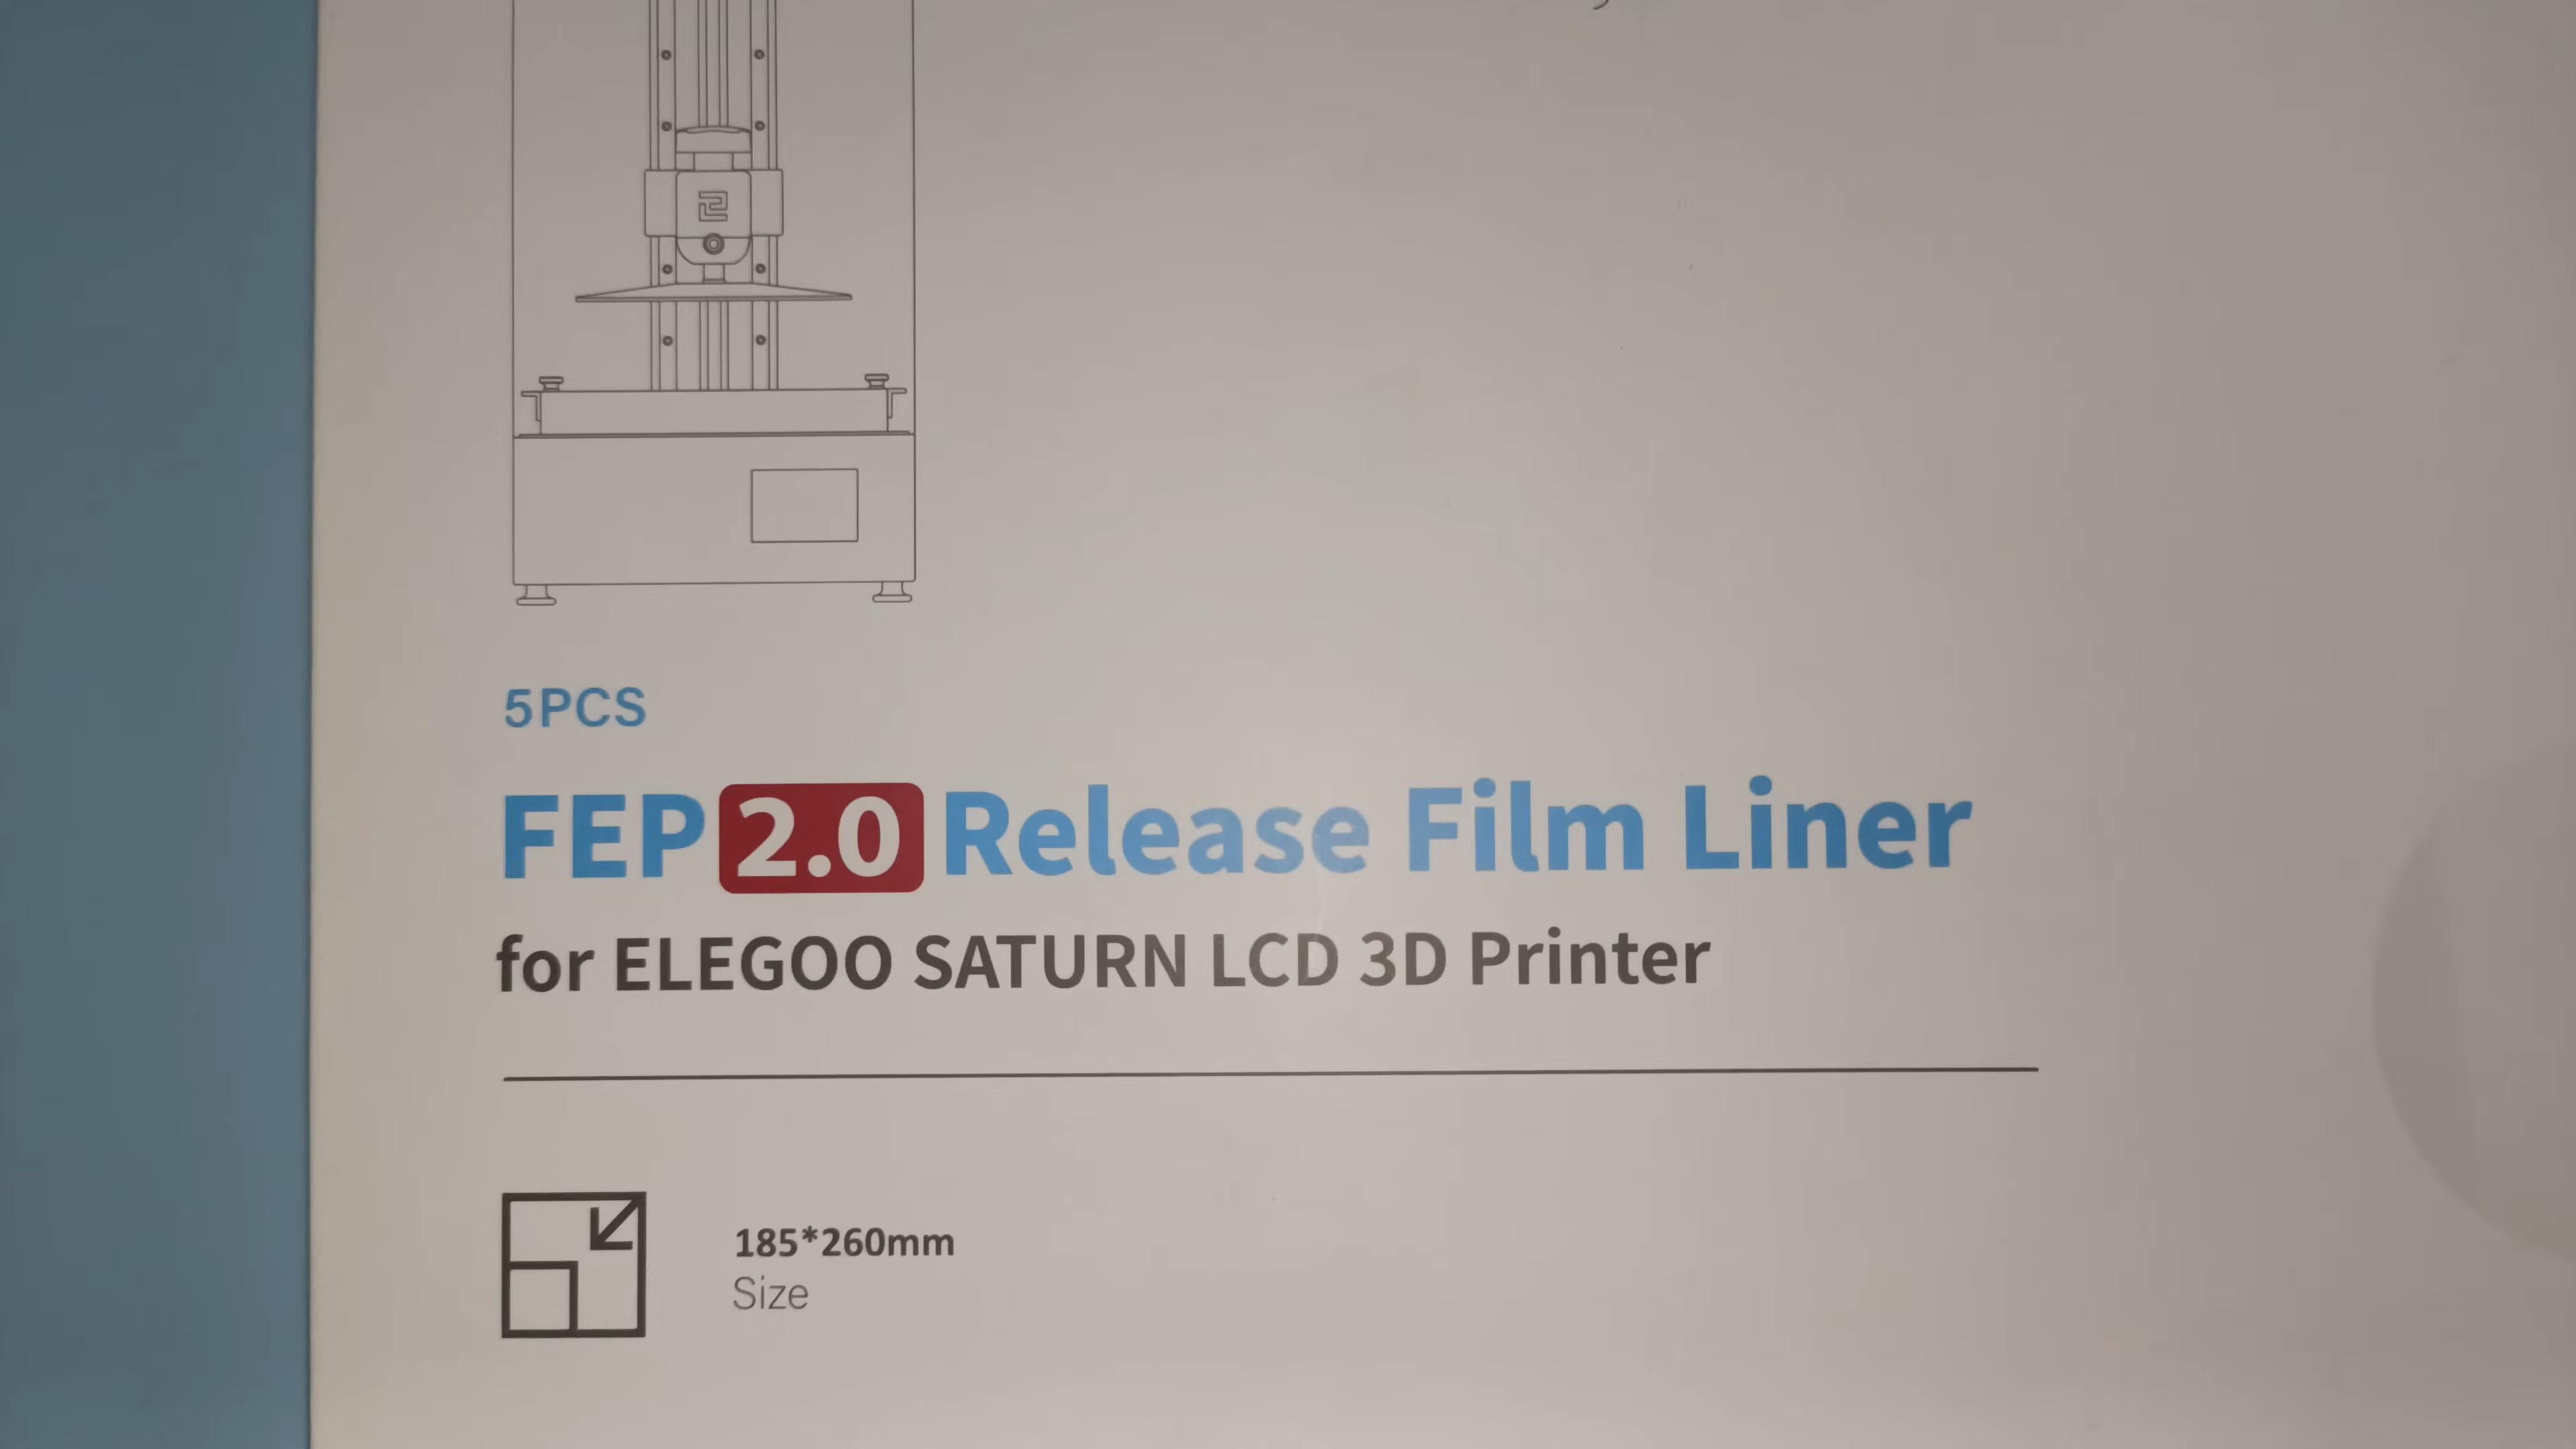 5PCS
FEP 2.0 Release Film Liner
for ELEGOO SATURN LCD 3D Printer
185*260mm
Size